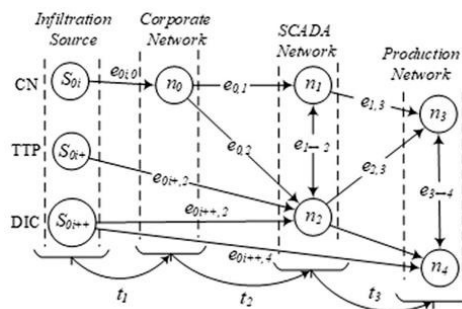 Infiltration Source
Corporate Network
SCADA Network
Production Network
CN
S0i
e0i,0
n0
e0,1
n1
e1,3
n3
TTP
S0i+
e0i+,2
e0,2
e1–2
e2,3
e3–4
DIC
S0i++
e0i++,2
n2
e0i++,4
n4
t1
t2
t3